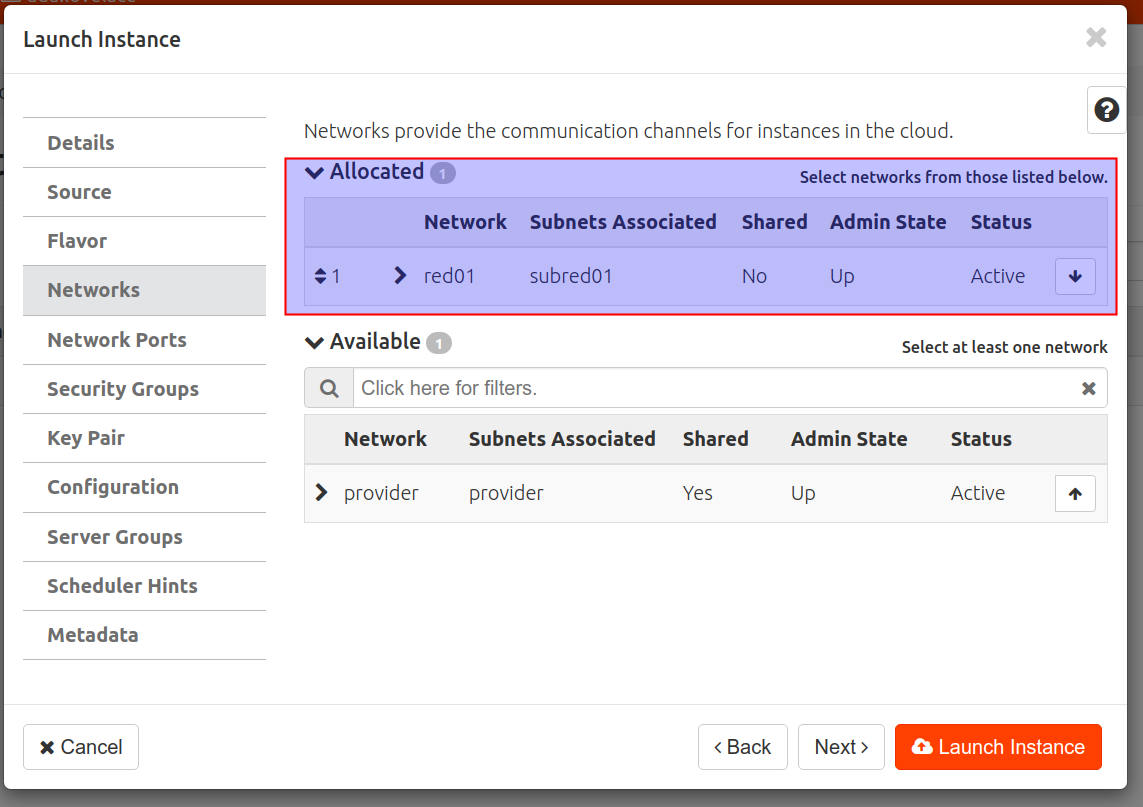 Launch Instance
Details
Source
Flavor
Networks
Network Ports
Security Groups
Key Pair
Configuration
Server Groups
Scheduler Hints
Metadata
Networks provide the communication channels for instances in the cloud.
Allocated 1
Select networks from those listed below.
Network Subnets Associated Shared Admin State Status
1 red01 subred01 No Up Active
Available 1
Select at least one network
Click here for filters.
Network Subnets Associated Shared Admin State Status
provider provider Yes Up Active
Cancel
Back
Next
Launch Instance